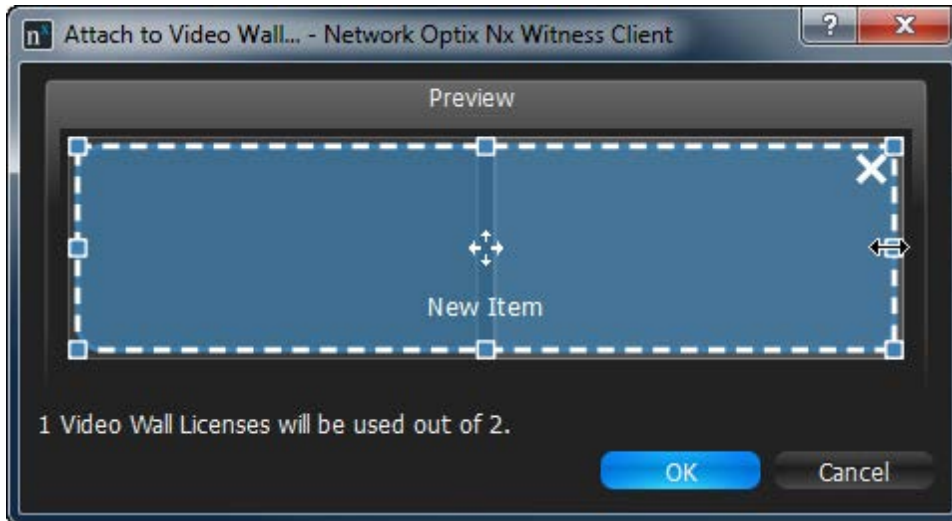 Attach to Video Wall... - Network Optix Nx Witness Client
Preview
New Item
1 Video Wall Licenses will be used out of 2.
OK Cancel